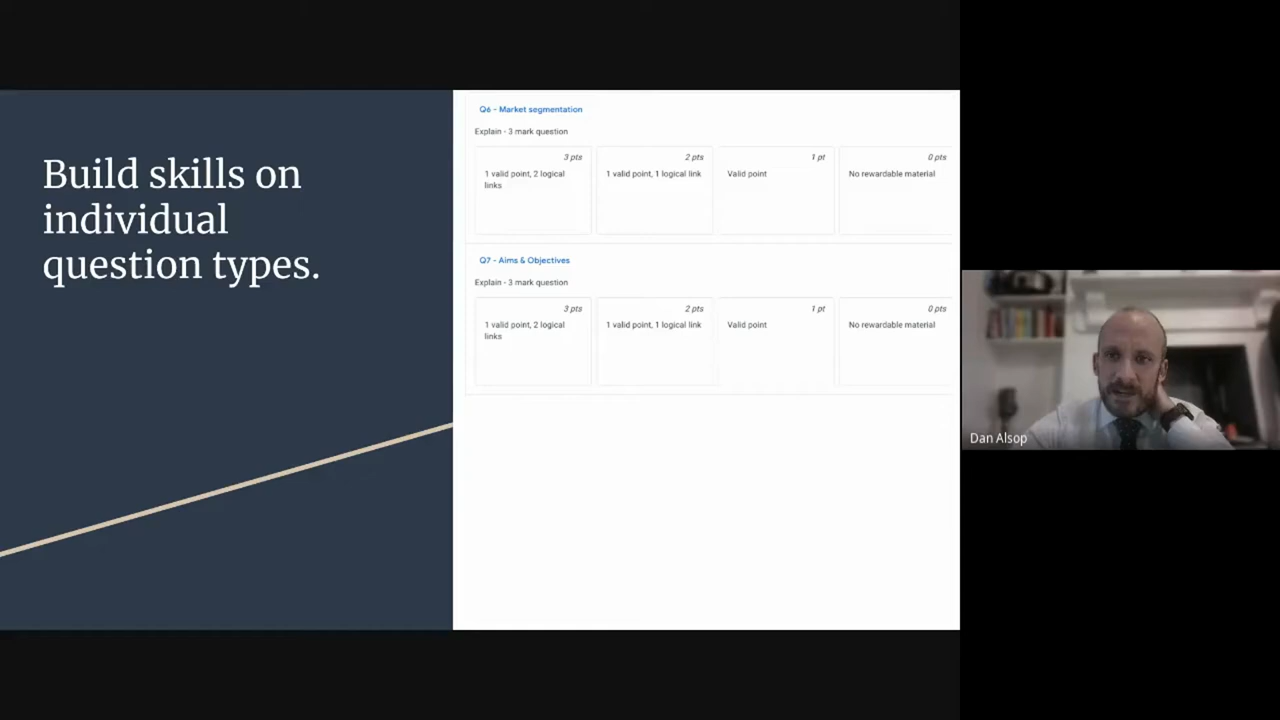 Build skills on
individual
question types.
Q6 - Market segmentation
Explain - 3 mark question
3 pts
1 valid point, 2 logical
links
2 pts
1 valid point, 1 logical link
1 pt
Valid point
0 pts
No rewardable material
Q7 - Aims & Objectives
Explain - 3 mark question
3 pts
1 valid point, 2 logical
links
2 pts
1 valid point, 1 logical link
1 pt
Valid point
0 pts
No rewardable material
Dan Alsop